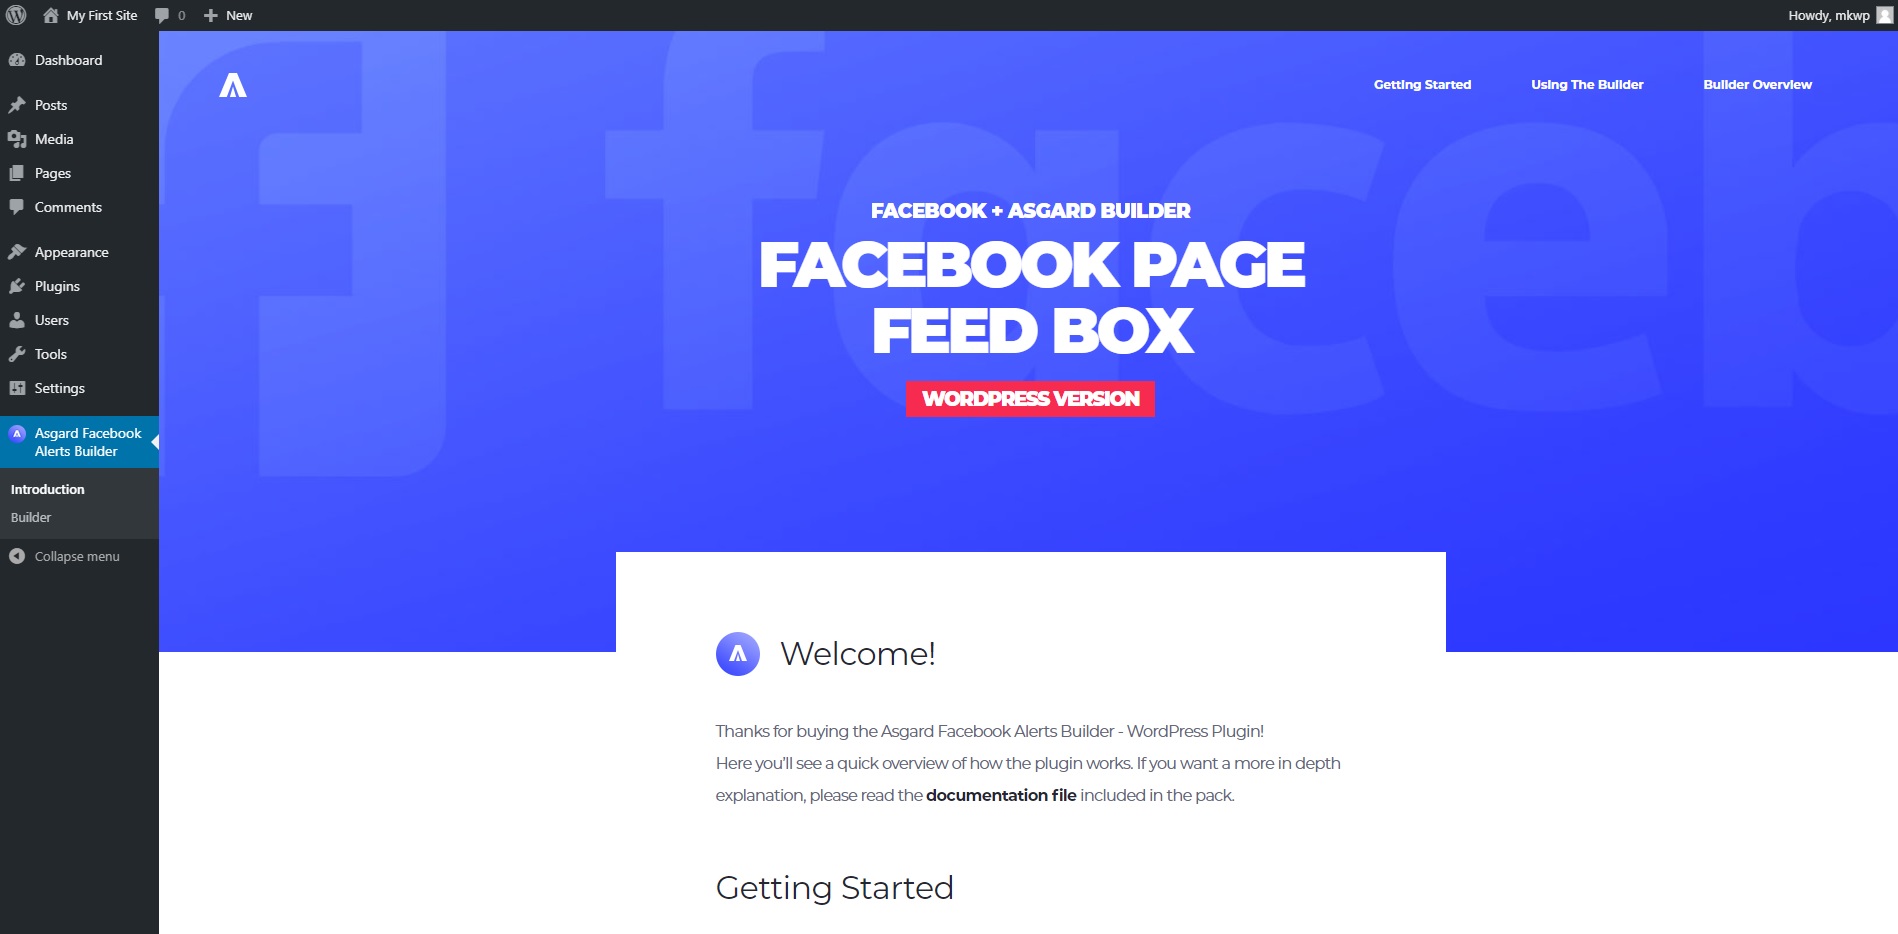 My First Site
0
New
Howdy, mkwp
Dashboard
Posts
Media
Pages
Comments
Appearance
Plugins
Users
Tools
Settings
Asgard Facebook
Alerts Builder
Introduction
Builder
Collapse menu
Getting Started
Using The Builder
Builder Overview
faceb
FACEBOOK + ASGARD BUILDER
FACEBOOK PAGE
FEED BOX
WORDPRESS VERSION
Welcome!
Thanks for buying the Asgard Facebook Alerts Builder - WordPress Plugin!
Here you'll see a quick overview of how the plugin works. If you want a more in depth
explanation, please read the documentation file included in the pack.
Getting Started